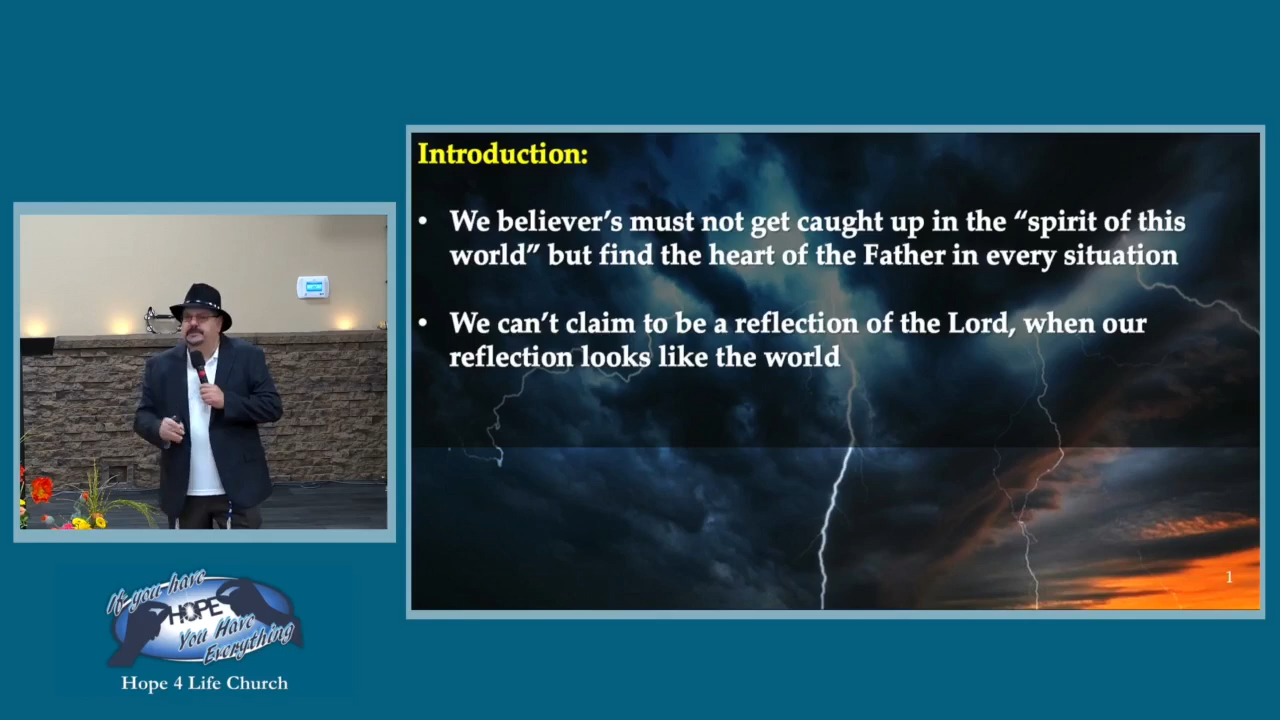 Introduction:
• We believer's must not get caught up in the “spirit of this
world” but find the heart of the Father in every situation
• We can't claim to be a reflection of the Lord, when our
reflection looks like the world
1
If you have
HOPE
You Have
Everything
Hope 4 Life Church